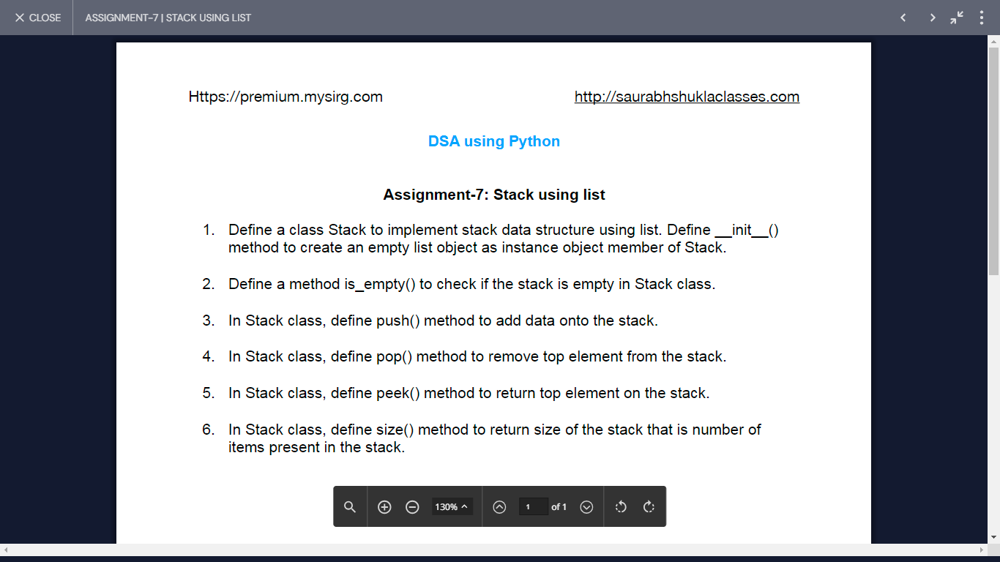 CLOSE
ASSIGNMENT-7 | STACK USING LIST
Https://premium.mysirg.com
http://saurabhshuklaclasses.com
DSA using Python
Assignment-7: Stack using list
1. Define a class Stack to implement stack data structure using list. Define __init__()
method to create an empty list object as instance object member of Stack.
2. Define a method is_empty() to check if the stack is empty in Stack class.
3. In Stack class, define push() method to add data onto the stack.
4. In Stack class, define pop() method to remove top element from the stack.
5. In Stack class, define peek() method to return top element on the stack.
6. In Stack class, define size() method to return size of the stack that is number of
items present in the stack.
130%
1 of 1